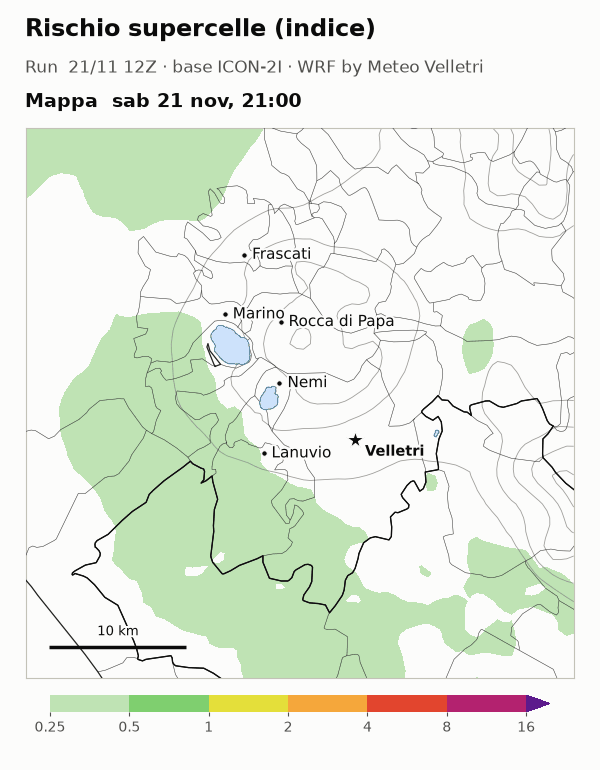 Rischio supercelle (indice)
Run  21/11 12Z · base ICON-2I · WRF by Meteo Velletri
Mappa  sab 21 nov, 21:00
Frascati
Marino
Rocca di Papa
Nemi
Velletri
Lanuvio
10 km
0.25 0.5 1 2 4 8 16